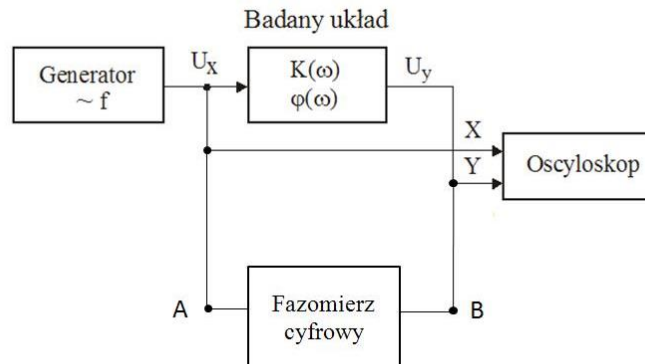 Badany układ
Generator
~ f
U_x
K(ω)
φ(ω)
U_y
X
Y
Oscyloskop
A
Fazomierz
cyfrowy
B